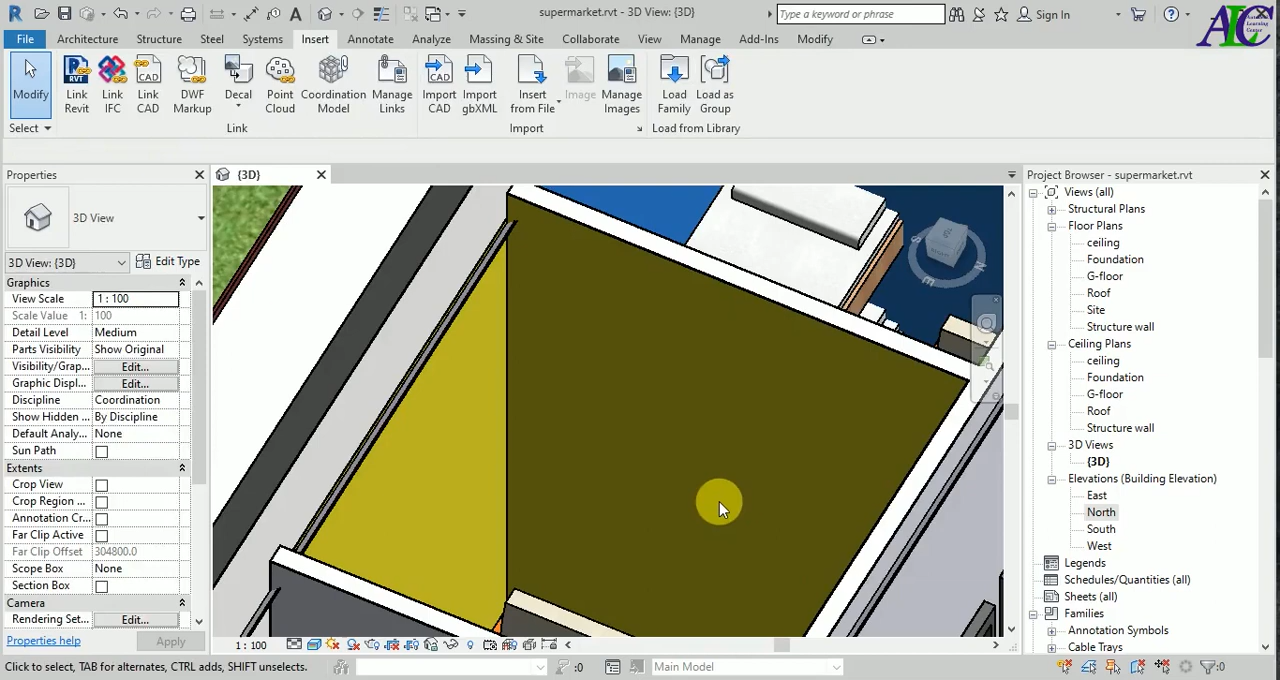 supermarket.rvt - 3D View: {3D}
Type a keyword or phrase
Sign In
ALC
File Architecture Structure Steel Systems Insert Annotate Analyze Massing & Site Collaborate View Manage Add-Ins Modify
Modify
Link Revit
Link IFC
Link CAD
DWF Markup
Decal
Point Cloud
Coordination Model
Manage Links
Import CAD
Import gbXML
Insert from File
Image
Manage Images
Load Family
Load as Group
Select
Link
Import
Load from Library
Properties
{3D}
Project Browser - supermarket.rvt
3D View
3D View: {3D}
Edit Type
Graphics
View Scale 1 : 100
Scale Value 1: 100
Detail Level Medium
Parts Visibility Show Original
Visibility/Grap... Edit...
Graphic Displ... Edit...
Discipline Coordination
Show Hidden ... By Discipline
Default Analy... None
Sun Path
Extents
Crop View
Crop Region ...
Annotation Cr...
Far Clip Active
Far Clip Offset 304800.0
Scope Box None
Section Box
Camera
Rendering Set... Edit...
Properties help
Apply
Views (all)
Structural Plans
Floor Plans
ceiling
Foundation
G-floor
Roof
Site
Structure wall
Ceiling Plans
ceiling
Foundation
G-floor
Roof
Structure wall
3D Views
{3D}
Elevations (Building Elevation)
East
North
South
West
Legends
Schedules/Quantities (all)
Sheets (all)
Families
Annotation Symbols
Cable Trays
1 : 100
Click to select, TAB for alternates, CTRL adds, SHIFT unselects.
:0
Main Model
:0